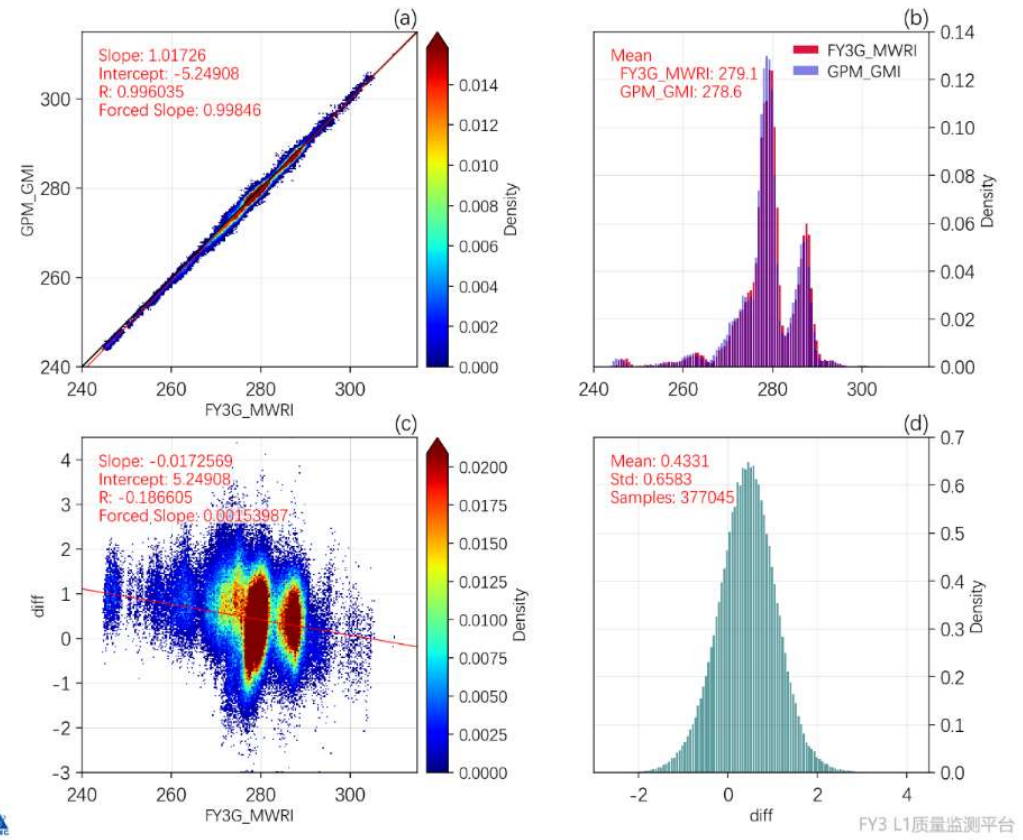 (a)
Slope: 1.01726
Intercept: -5.24908
R: 0.996035
Forced Slope: 0.99846
300
280
260
240
GPM_GMI
240 260 280 300
FY3G_MWRI
0.014
0.012
0.010
0.008
0.006
0.004
0.002
0.000
Density
(b)
Mean
FY3G_MWRI: 279.1
GPM_GMI: 278.6
FY3G_MWRI
GPM_GMI
0.14
0.12
0.10
0.08
0.06
0.04
0.02
0.00
Density
240 260 280 300
(c)
Slope: -0.0172569
Intercept: 5.24908
R: -0.186605
Forced Slope: 0.00153987
4
3
2
1
0
-1
-2
-3
diff
240 260 280 300
FY3G_MWRI
0.0200
0.0175
0.0150
0.0125
0.0100
0.0075
0.0050
0.0025
0.0000
Density
(d)
Mean: 0.4331
Std: 0.6583
Samples: 377045
0.7
0.6
0.5
0.4
0.3
0.2
0.1
0.0
Density
-2 0 2 4
diff
FY3 L1质量监测平台